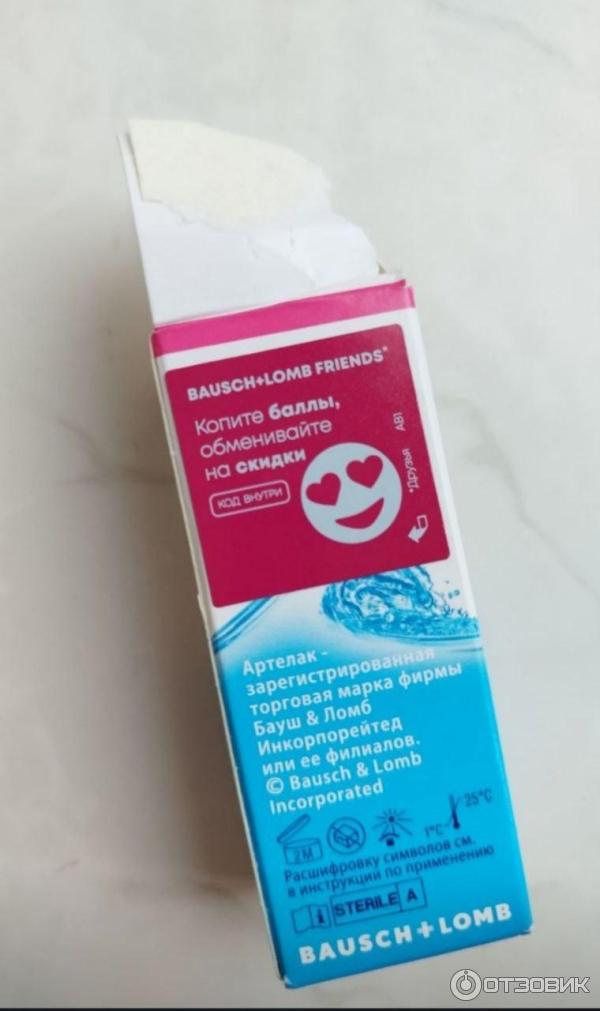 BAUSCH+LOMB FRIENDS*
Копите баллы,
обменивайте
на скидки
КОД ВНУТРИ
*Друзья AB1
Артелак -
зарегистрированная
торговая марка фирмы
Бауш & Ломб
Инкорпорейтед
или ее филиалов.
© Bausch & Lomb
Incorporated
2M
1°C
25°C
Расшифровку символов см.
в инструкции по применению
i STERILE A
BAUSCH + LOMB
ОТЗОВИК